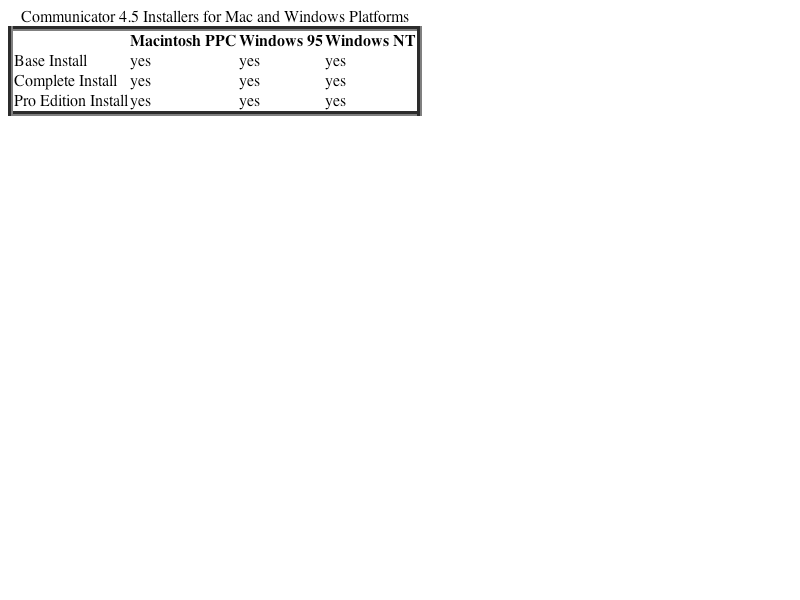 Communicator 4.5 Installers for Mac and Windows Platforms
Macintosh PPC Windows 95 Windows NT
Base Install yes yes yes
Complete Install yes yes yes
Pro Edition Install yes yes yes